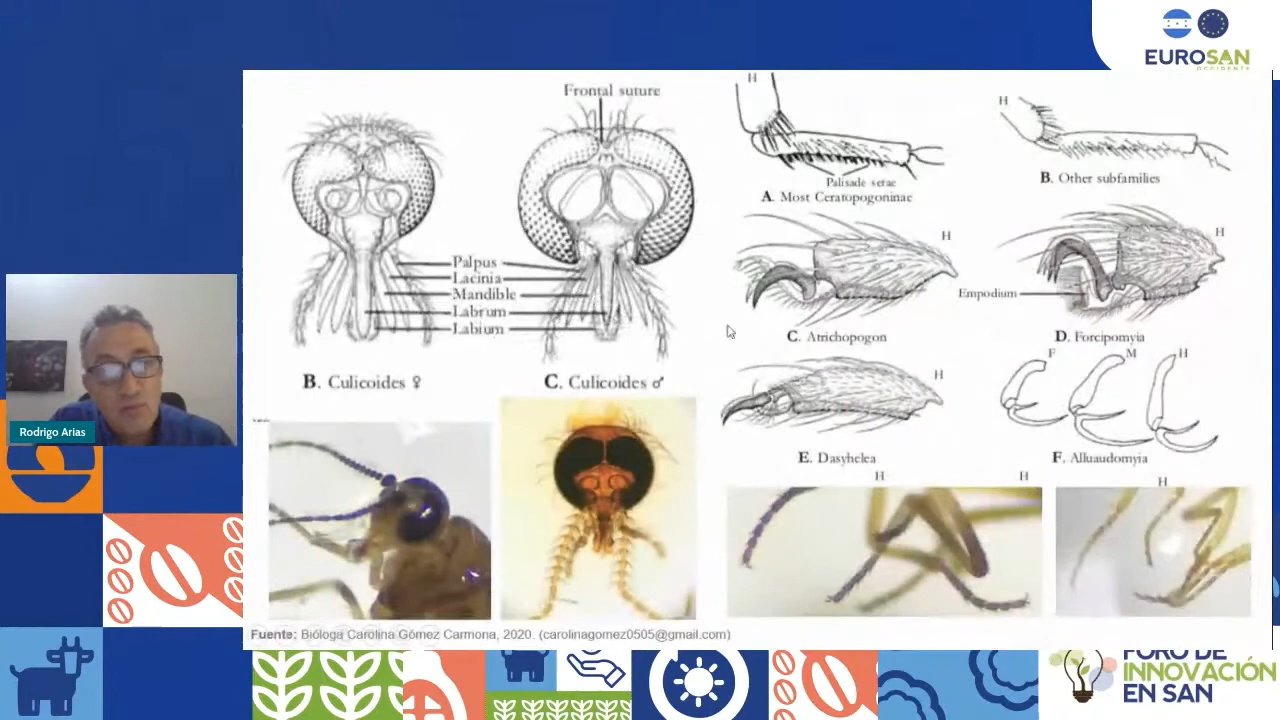 EUROSAN
OCCIDENTE
Frontal suture
H
H
Palisade setae
A. Most Ceratopogoninae
B. Other subfamilies
H
H
Palpus
Lacinia
Mandible
Labrum
Labium
Empodium
C. Atrichopogon
D. Forcipomyia
F
M
H
B. Culicoides ♀
C. Culicoides ♂
H
E. Dasyhelea
F. Alluaudomyia
H
H
H
Rodrigo Arias
Fuente: Bióloga Carolina Gómez Carmona, 2020. (carolinagomez0505@gmail.com)
FORO DE
INNOVACIÓN
EN SAN